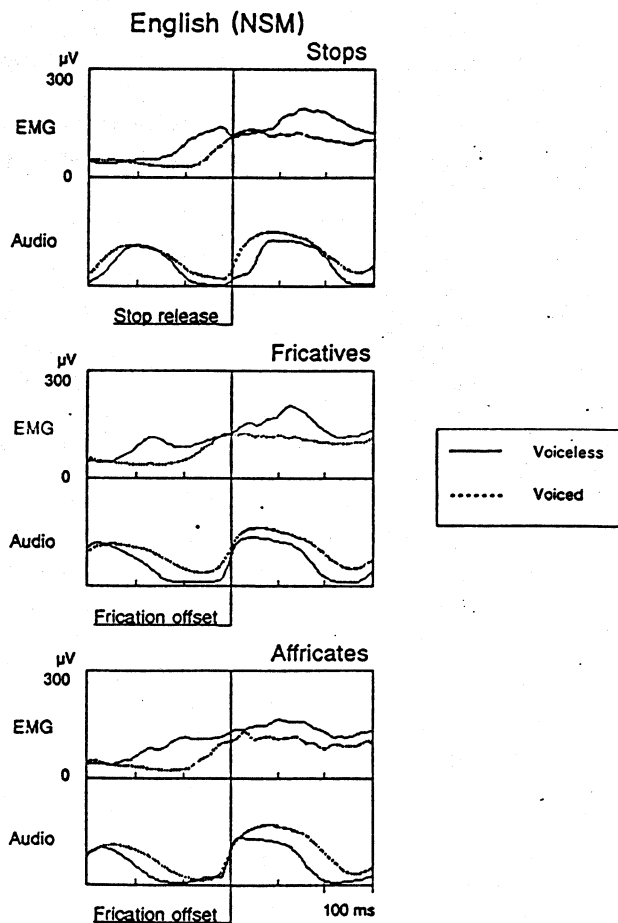 English (NSM)
Stops
µV
300
EMG
0
Audio
Stop release
Fricatives
µV
300
EMG
0
Audio
Frication offset
Voiceless
Voiced
Affricates
µV
300
EMG
0
Audio
Frication offset
100 ms